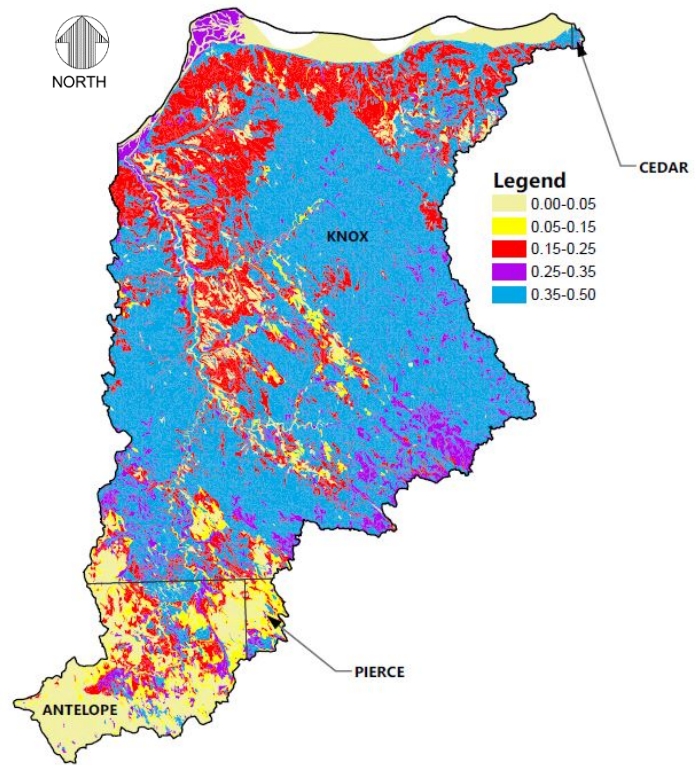 NORTH
CEDAR
Legend
0.00-0.05
0.05-0.15
0.15-0.25
0.25-0.35
0.35-0.50
KNOX
PIERCE
ANTELOPE